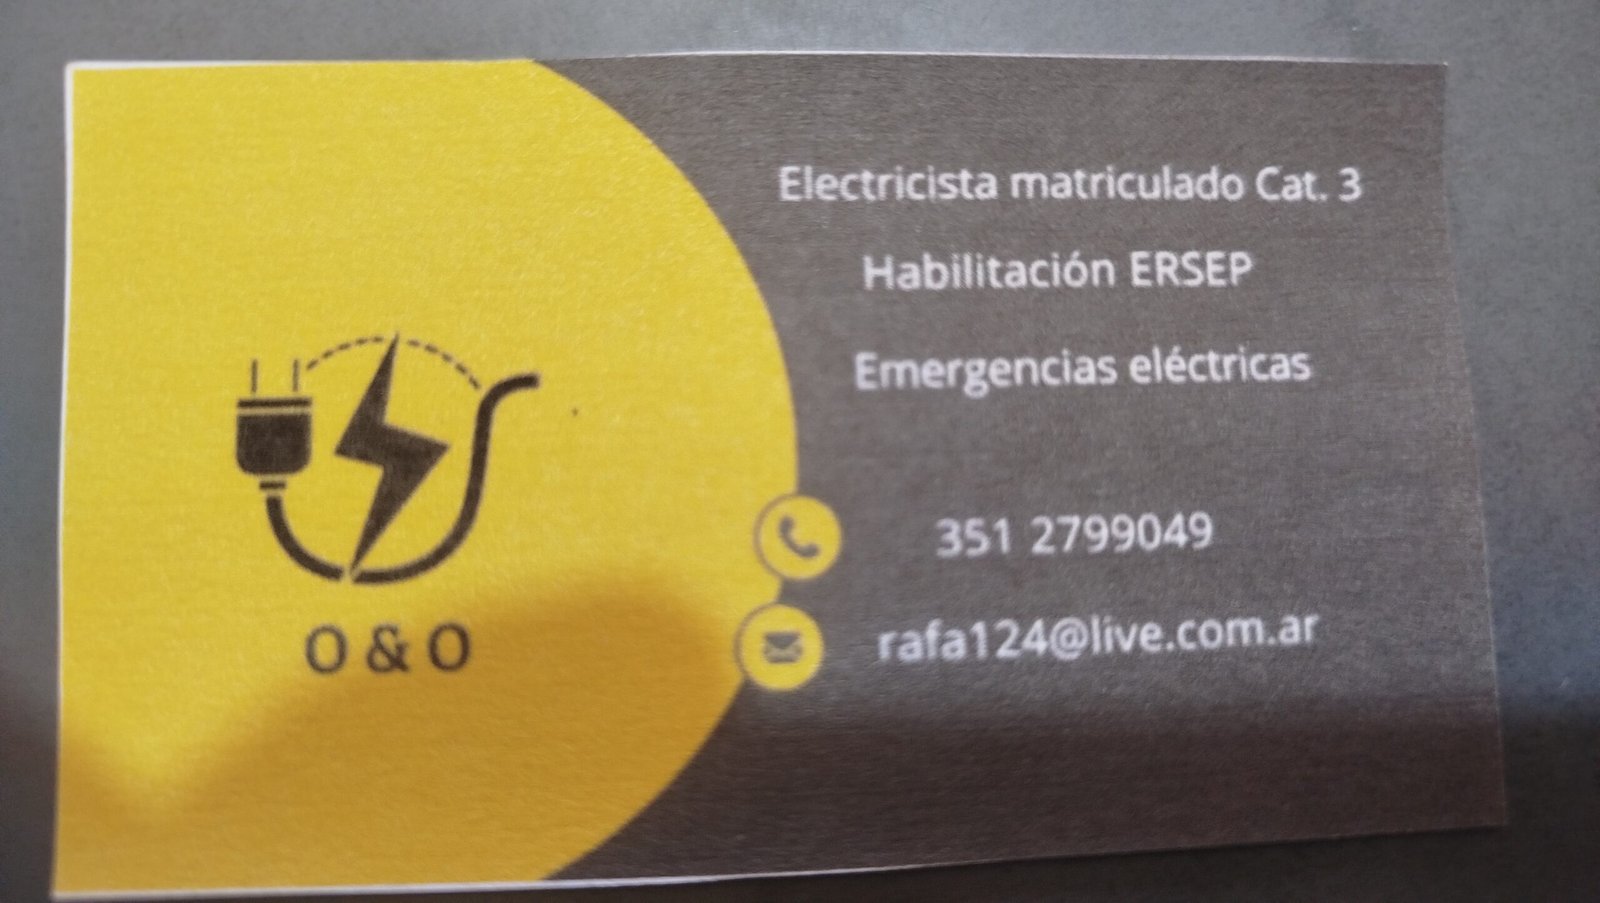 Electricista matriculado Cat. 3
Habilitación ERSEP
Emergencias eléctricas
351 2799049
rafa124@live.com.ar
O & O